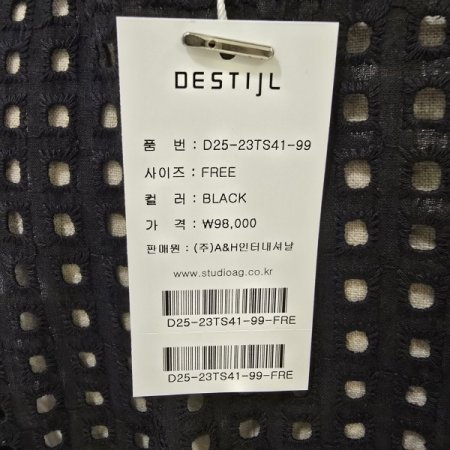 DESTIJL
품 번 : D25-23TS41-99
사이즈 : FREE
컬 러 : BLACK
가 격 : ₩98,000
판매원 : (주)A&H인터내셔날
www.studioag.co.kr
D25-23TS41-99-FRE
D25-23TS41-99-FRE